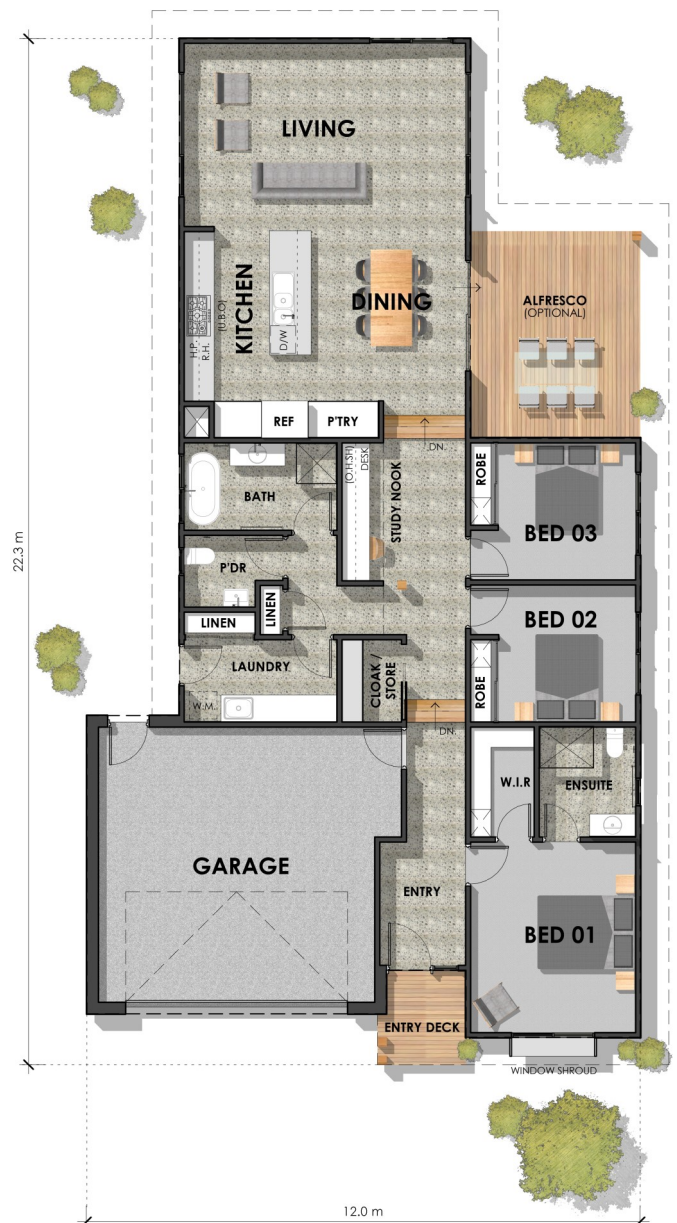 LIVING
KITCHEN
(U.B.O)
H.P.
R.H.
D/W
DINING
ALFRESCO
(OPTIONAL)
REF
P'TRY
DN.
(O.H.SH)
DESK
STUDY NOOK
BATH
ROBE
BED 03
P'DR
LINEN
LINEN
BED 02
ROBE
LAUNDRY
W.M.
CLOAK /
STORE
DN.
W.I.R
ENSUITE
GARAGE
ENTRY
BED 01
ENTRY DECK
WINDOW SHROUD
22.3 m
12.0 m